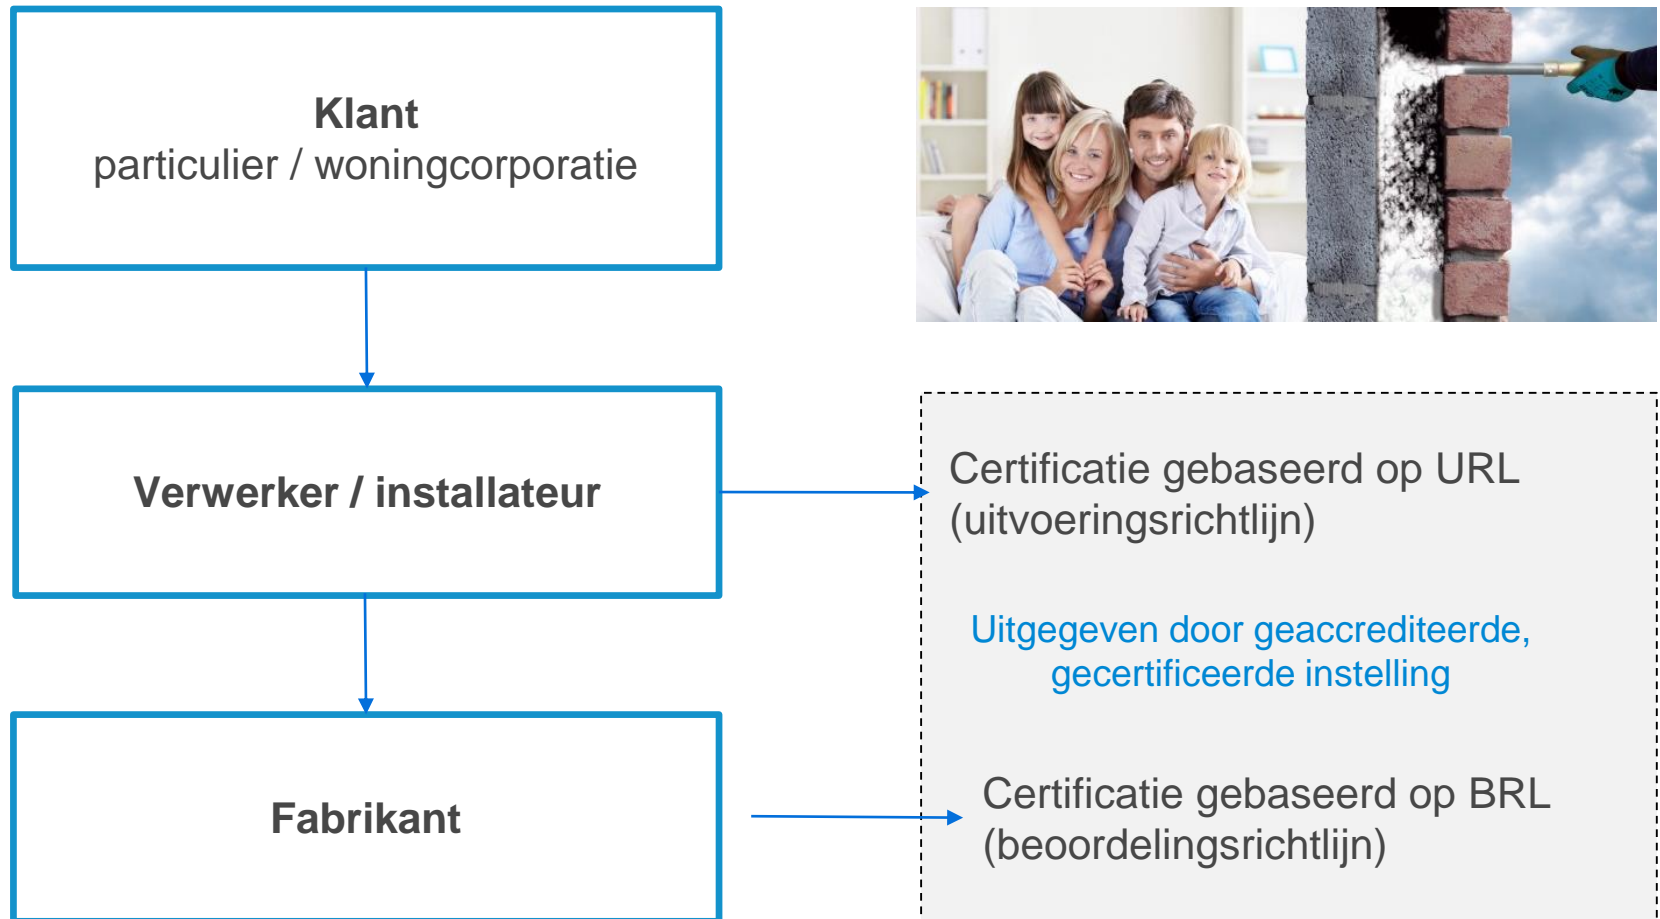 Klant
particulier / woningcorporatie
Verwerker / installateur
Certificatie gebaseerd op URL
(uitvoeringsrichtlijn)
Uitgegeven door geaccrediteerde,
gecertificeerde instelling
Fabrikant
Certificatie gebaseerd op BRL
(beoordelingsrichtlijn)